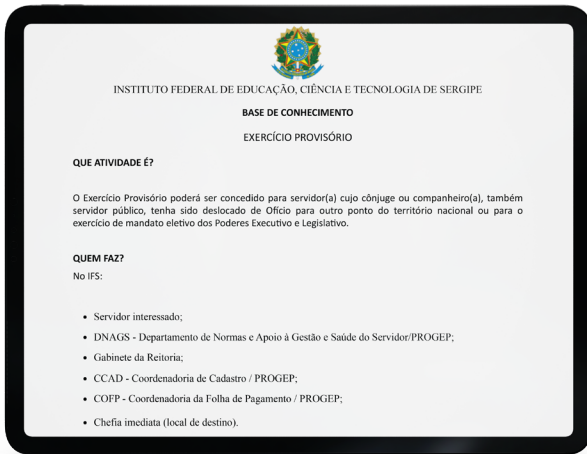 INSTITUTO FEDERAL DE EDUCAÇÃO, CIÊNCIA E TECNOLOGIA DE SERGIPE
BASE DE CONHECIMENTO
EXERCÍCIO PROVISÓRIO
QUE ATIVIDADE É?
O Exercício Provisório poderá ser concedido para servidor(a) cujo cônjuge ou companheiro(a), também
servidor público, tenha sido deslocado de Ofício para outro ponto do território nacional ou para o
exercício de mandato eletivo dos Poderes Executivo e Legislativo.
QUEM FAZ?
No IFS:
• Servidor interessado;
• DNAGS - Departamento de Normas e Apoio à Gestão e Saúde do Servidor/PROGEP;
• Gabinete da Reitoria;
• CCAD - Coordenadoria de Cadastro / PROGEP;
• COFP - Coordenadoria da Folha de Pagamento / PROGEP;
• Chefia imediata (local de destino).